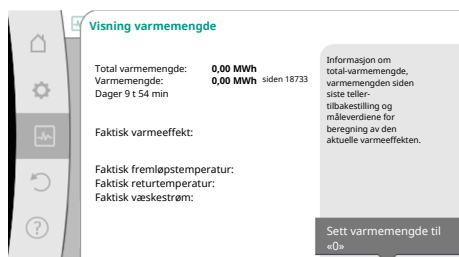 Visning varmemengde
Total varmemengde: 0,00 MWh
Varmemengde: 0,00 MWh siden 18733
Dager 9 t 54 min
Faktisk varmeeffekt:
Faktisk fremløpstemperatur:
Faktisk returtemperatur:
Faktisk væskestrøm:
Informasjon om
total-varmemengde,
varmemengden siden
siste teller-
tilbakestilling og
måleverdiene for
beregning av den
aktuelle varmeeffekten.
Sett varmemengde til
«0»